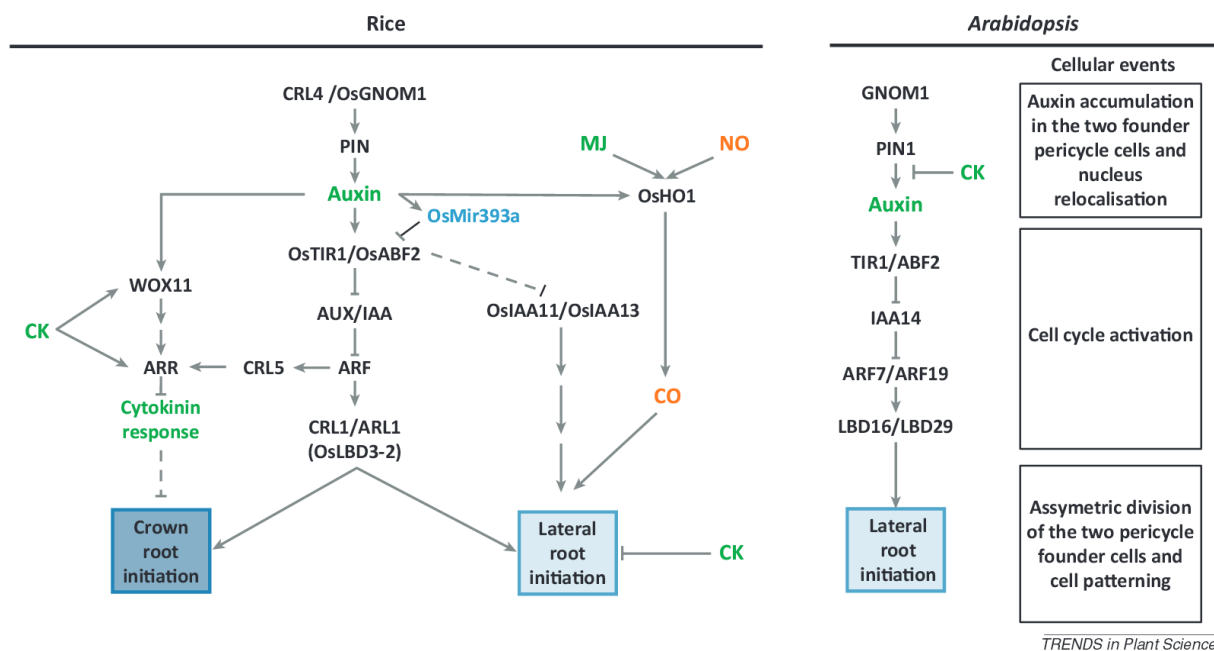 Rice
Arabidopsis
Cellular events
CRL4 /OsGNOM1
PIN
Auxin
MJ
NO
OsMir393a
OsHO1
OsTIR1/OsABF2
WOX11
CK
AUX/IAA
OsIAA11/OsIAA13
ARR
CRL5
ARF
CO
Cytokinin
response
CRL1/ARL1
(OsLBD3-2)
Crown
root
initiation
Lateral
root
initiation
CK
GNOM1
PIN1
CK
Auxin
TIR1/ABF2
IAA14
ARF7/ARF19
LBD16/LBD29
Lateral
root
initiation
Auxin accumulation
in the two founder
pericycle cells and
nucleus
relocalisation
Cell cycle activation
Assymetric division
of the two pericycle
founder cells and
cell patterning
TRENDS in Plant Science